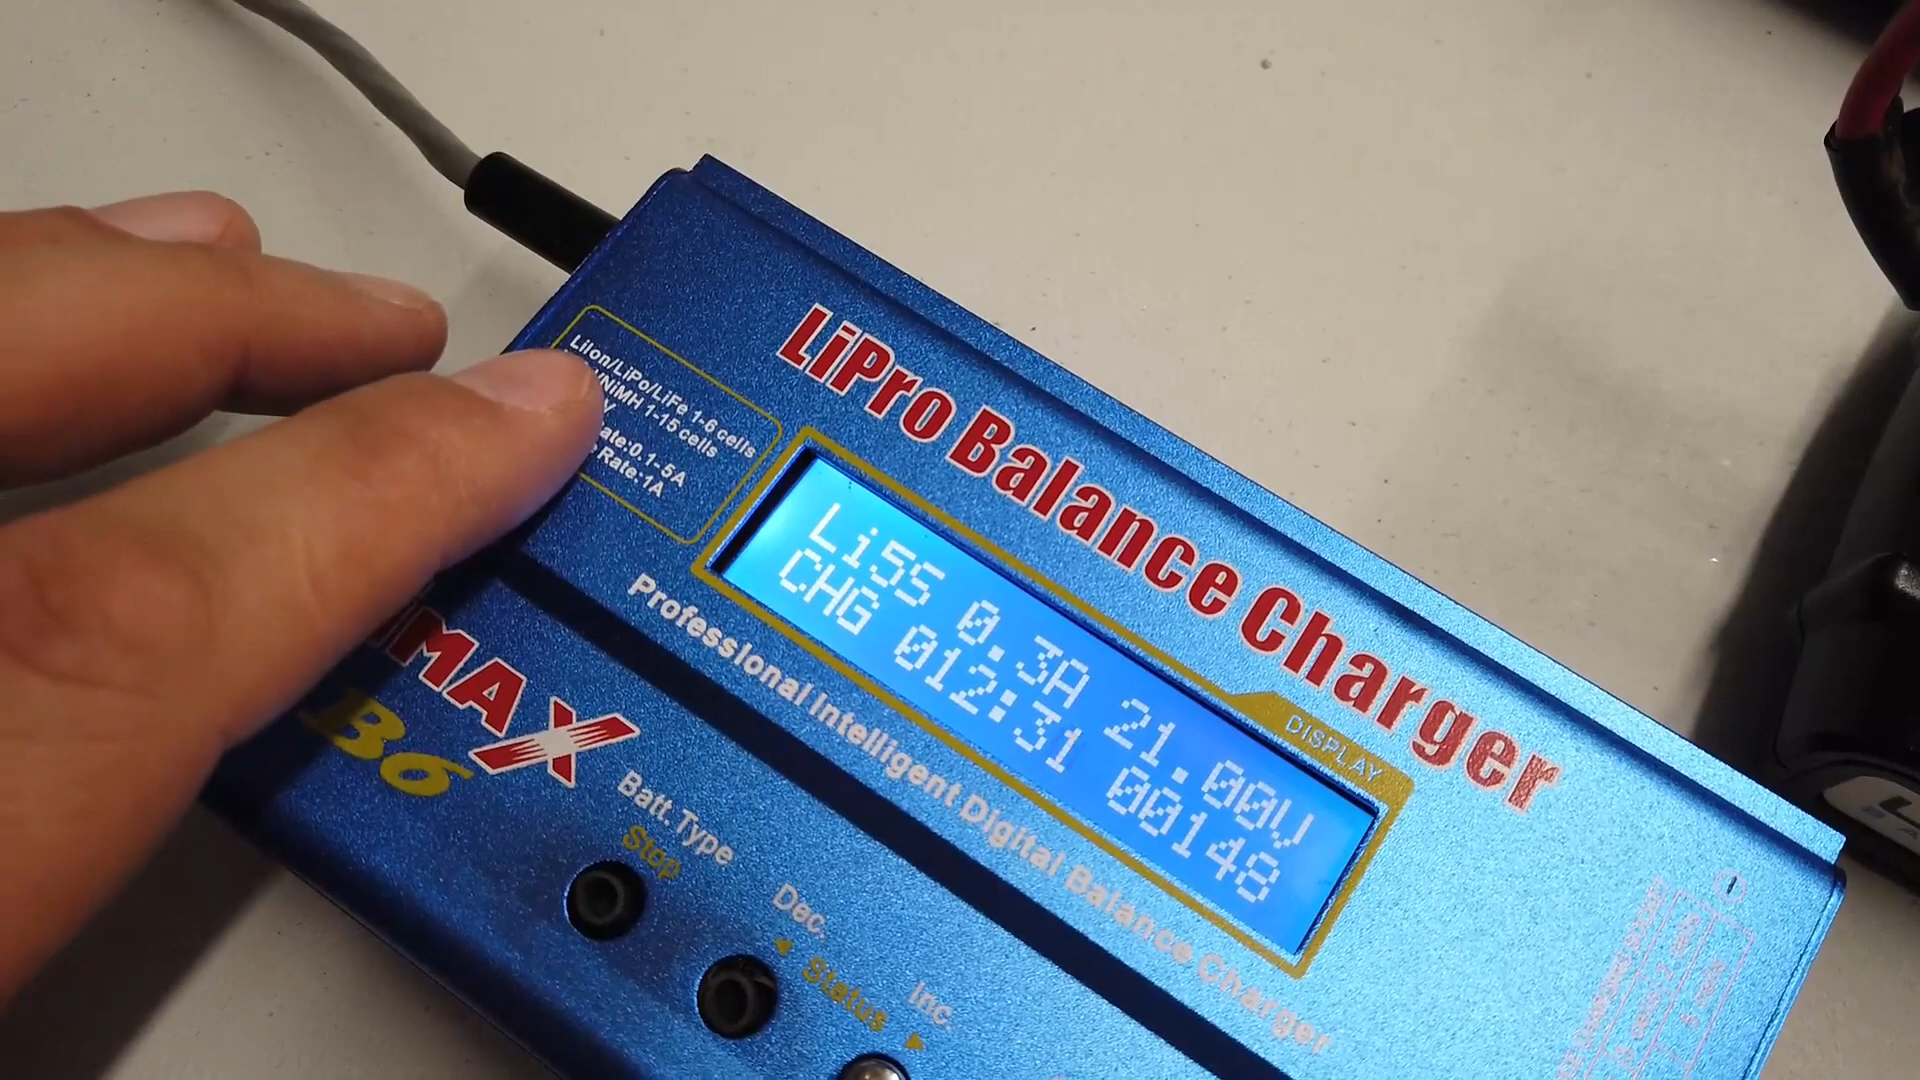 LiPro Balance Charger
LiIon/LiPo/LiFe 1-6 cells
NiMH 1-15 cells
Rate:0.1-5A
Rate:1A
Li5S 0.3A 21.00V
CHG 012:31 00148
DISPLAY
Professional Intelligent Digital Balance Charger
iMAX
B6
Batt.Type
Stop
Dec.
Inc.
◄ Status ►